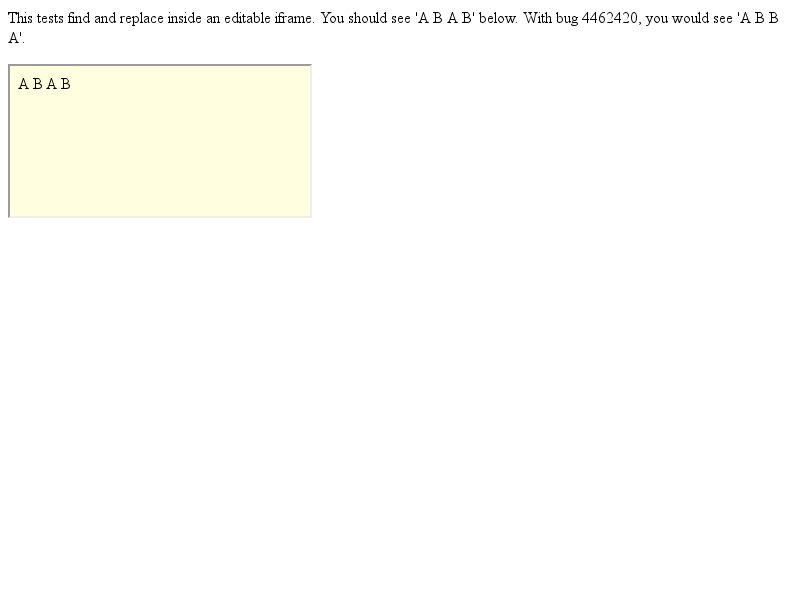 This tests find and replace inside an editable iframe. You should see 'A B A B' below. With bug 4462420, you would see 'A B B
A'.
A B A B